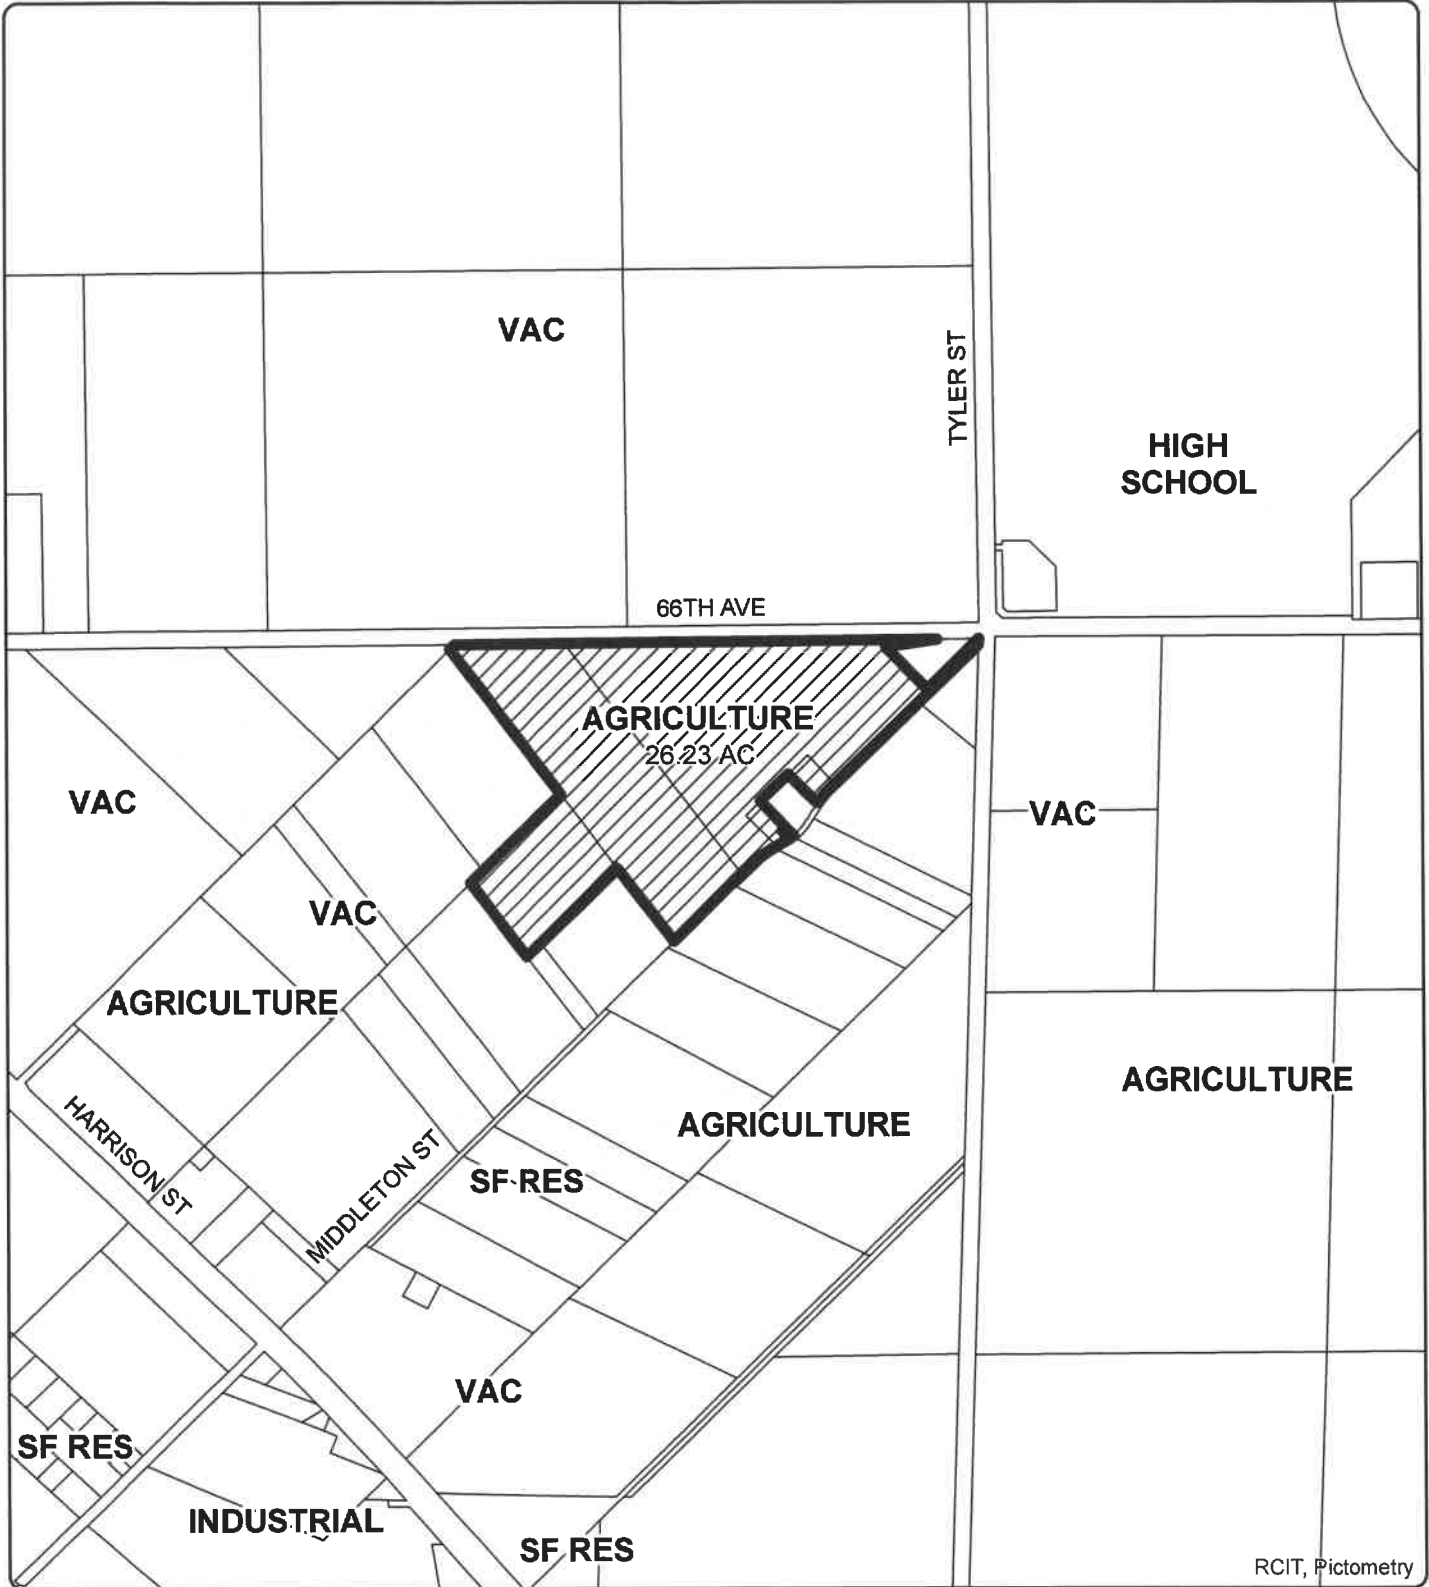 VAC
TYLER ST
HIGH
SCHOOL
66TH AVE
AGRICULTURE
26.23 AC
VAC
VAC
VAC
AGRICULTURE
AGRICULTURE
HARRISON ST
MIDDLETON ST
AGRICULTURE
SF RES
VAC
SF RES
INDUSTRIAL
SF RES
RCIT, Pictometry